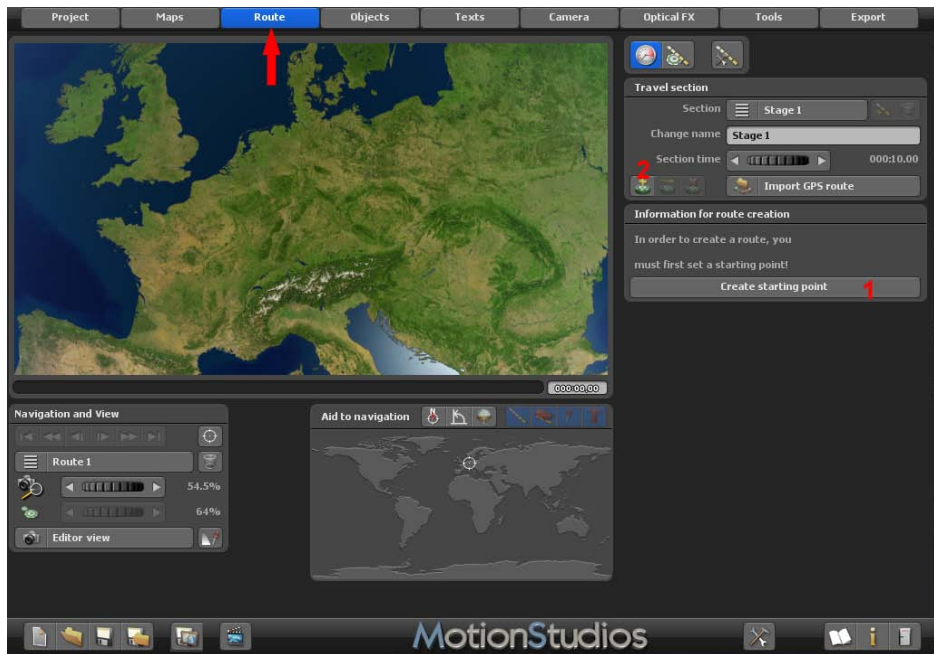 Project Maps Route Objects Texts Camera Optical FX Tools Export
Travel section
Section Stage 1
Change name Stage 1
Section time 000:10.00
2
Import GPS route
Information for route creation
In order to create a route, you
must first set a starting point!
Create starting point 1
000:00,00
Navigation and View
Route 1
54.5%
64%
Editor view
Aid to navigation
MotionStudios